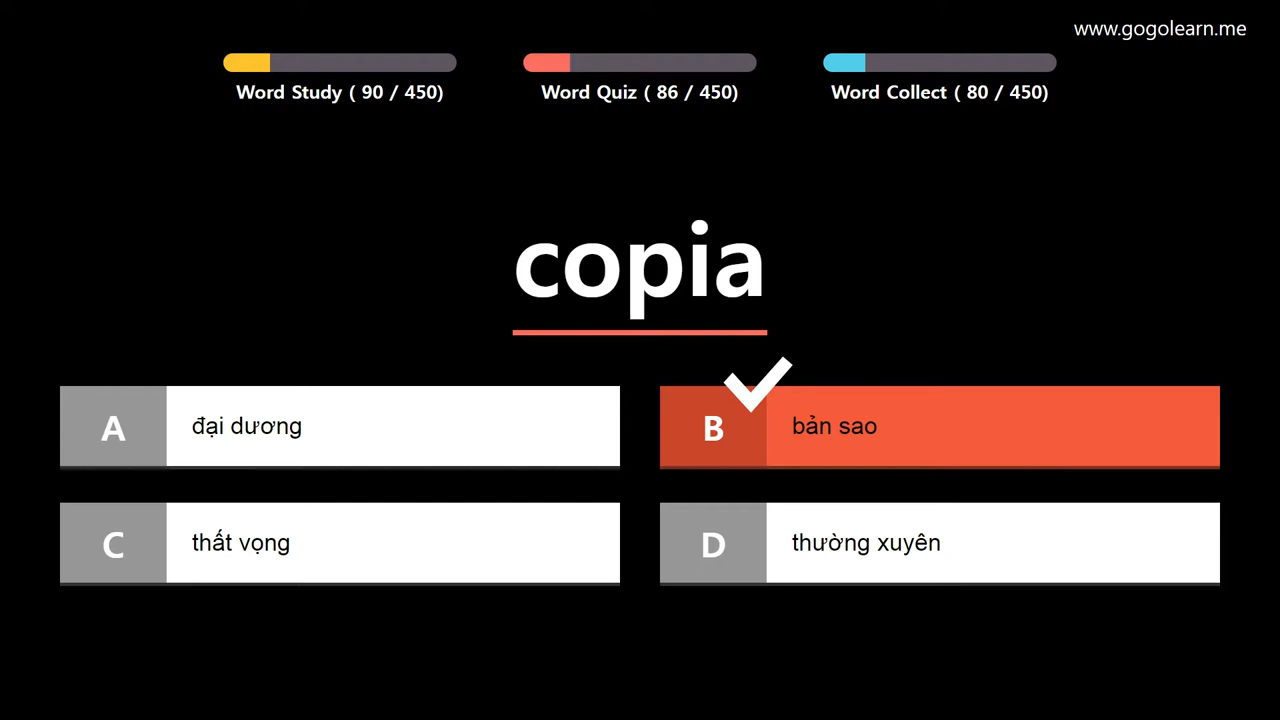 www.gogolearn.me
Word Study ( 90 / 450)
Word Quiz ( 86 / 450)
Word Collect ( 80 / 450)
copia
A
đại dương
B
bản sao
C
thất vọng
D
thường xuyên